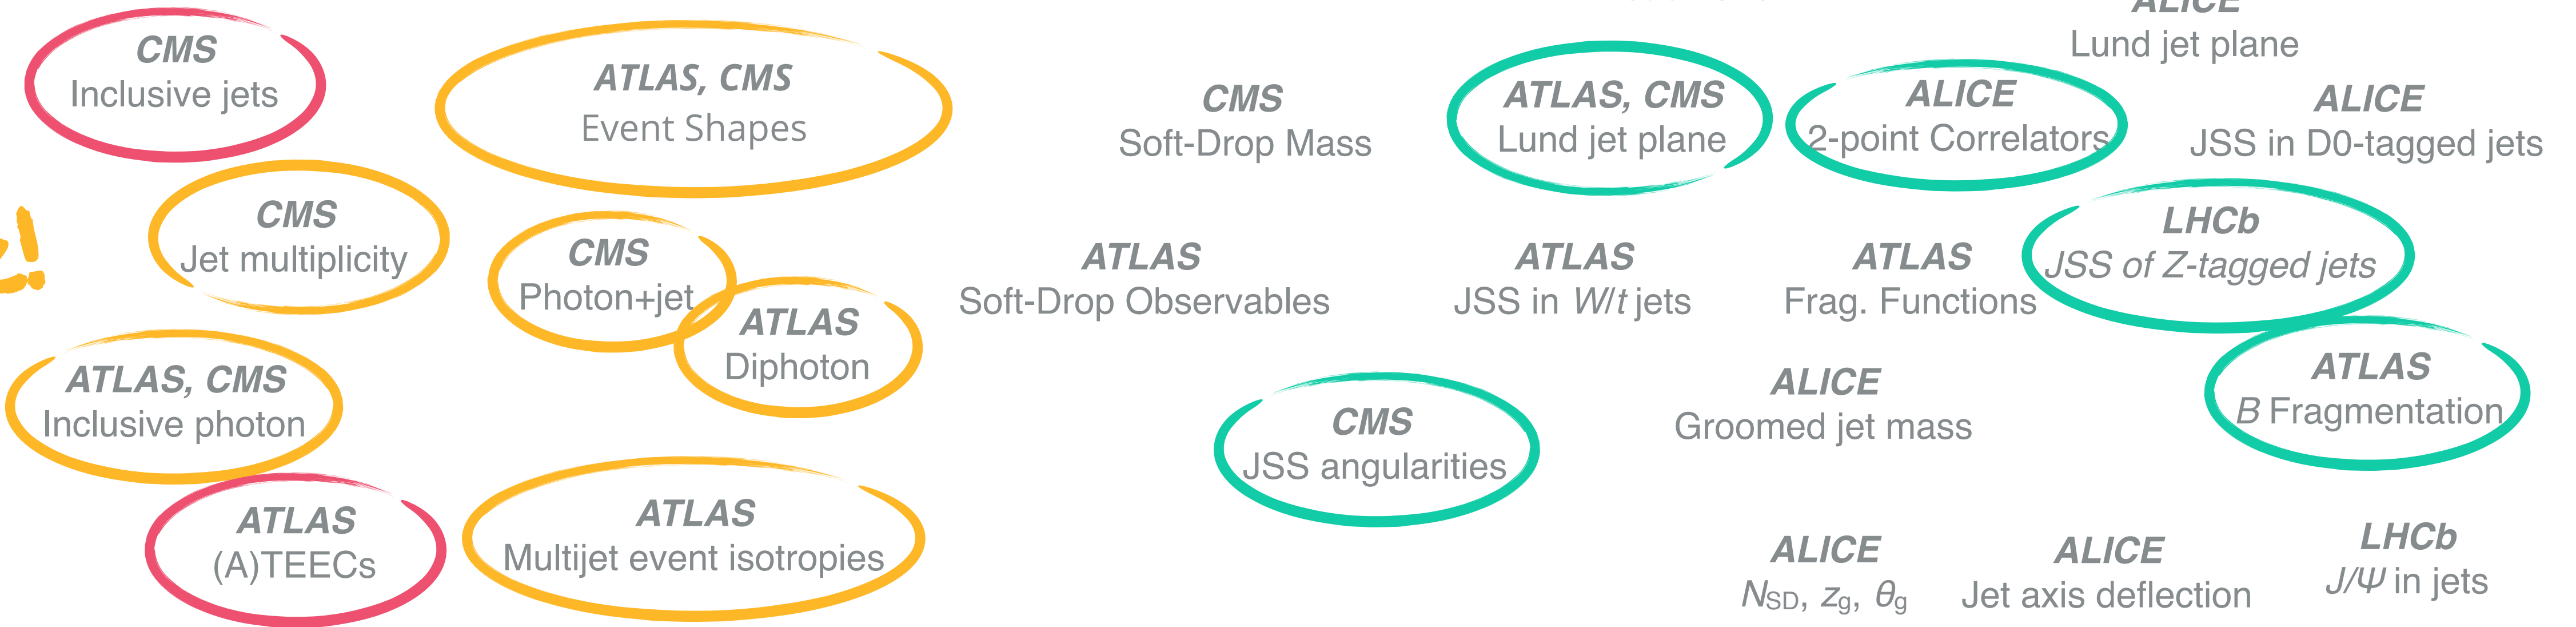 ALICE
Lund jet plane
CMS
Inclusive jets
ATLAS, CMS
Event Shapes
CMS
Soft-Drop Mass
ATLAS, CMS
Lund jet plane
ALICE
2-point Correlators
ALICE
JSS in D0-tagged jets
CMS
Jet multiplicity
CMS
Photon+jet
ATLAS
Soft-Drop Observables
ATLAS
JSS in W/t jets
ATLAS
Frag. Functions
LHCb
JSS of Z-tagged jets
ATLAS
Diphoton
ATLAS, CMS
Inclusive photon
CMS
JSS angularities
ALICE
Groomed jet mass
ATLAS
B Fragmentation
ATLAS
(A)TEECs
ATLAS
Multijet event isotropies
ALICE
N_SD, z_g, θ_g
ALICE
Jet axis deflection
LHCb
J/Ψ in jets